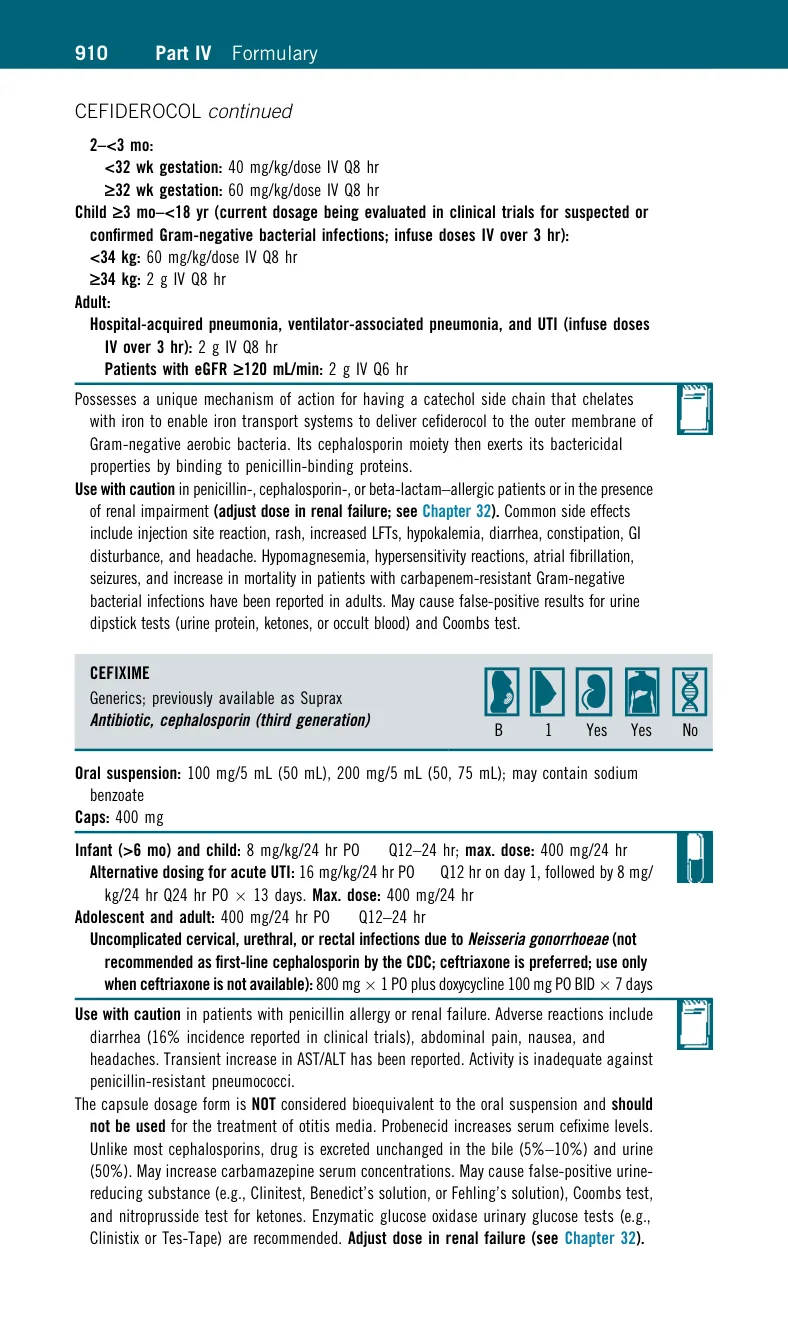 910 Part IV Formulary
CEFIDEROCOL continued
2–<3 mo:
<32 wk gestation: 40 mg/kg/dose IV Q8 hr
≥32 wk gestation: 60 mg/kg/dose IV Q8 hr
Child ≥3 mo–<18 yr (current dosage being evaluated in clinical trials for suspected or
confirmed Gram-negative bacterial infections; infuse doses IV over 3 hr):
<34 kg: 60 mg/kg/dose IV Q8 hr
≥34 kg: 2 g IV Q8 hr
Adult:
Hospital-acquired pneumonia, ventilator-associated pneumonia, and UTI (infuse doses
IV over 3 hr): 2 g IV Q8 hr
Patients with eGFR ≥120 mL/min: 2 g IV Q6 hr
Possesses a unique mechanism of action for having a catechol side chain that chelates
with iron to enable iron transport systems to deliver cefiderocol to the outer membrane of
Gram-negative aerobic bacteria. Its cephalosporin moiety then exerts its bactericidal
properties by binding to penicillin-binding proteins.
Use with caution in penicillin-, cephalosporin-, or beta-lactam–allergic patients or in the presence
of renal impairment (adjust dose in renal failure; see Chapter 32). Common side effects
include injection site reaction, rash, increased LFTs, hypokalemia, diarrhea, constipation, GI
disturbance, and headache. Hypomagnesemia, hypersensitivity reactions, atrial fibrillation,
seizures, and increase in mortality in patients with carbapenem-resistant Gram-negative
bacterial infections have been reported in adults. May cause false-positive results for urine
dipstick tests (urine protein, ketones, or occult blood) and Coombs test.
CEFIXIME
Generics; previously available as Suprax
Antibiotic, cephalosporin (third generation)
B 1 Yes Yes No
Oral suspension: 100 mg/5 mL (50 mL), 200 mg/5 mL (50, 75 mL); may contain sodium
benzoate
Caps: 400 mg
Infant (>6 mo) and child: 8 mg/kg/24 hr PO Q12–24 hr; max. dose: 400 mg/24 hr
Alternative dosing for acute UTI: 16 mg/kg/24 hr PO Q12 hr on day 1, followed by 8 mg/
kg/24 hr Q24 hr PO × 13 days. Max. dose: 400 mg/24 hr
Adolescent and adult: 400 mg/24 hr PO Q12–24 hr
Uncomplicated cervical, urethral, or rectal infections due to Neisseria gonorrhoeae (not
recommended as first-line cephalosporin by the CDC; ceftriaxone is preferred; use only
when ceftriaxone is not available): 800 mg × 1 PO plus doxycycline 100 mg PO BID × 7 days
Use with caution in patients with penicillin allergy or renal failure. Adverse reactions include
diarrhea (16% incidence reported in clinical trials), abdominal pain, nausea, and
headaches. Transient increase in AST/ALT has been reported. Activity is inadequate against
penicillin-resistant pneumococci.
The capsule dosage form is NOT considered bioequivalent to the oral suspension and should
not be used for the treatment of otitis media. Probenecid increases serum cefixime levels.
Unlike most cephalosporins, drug is excreted unchanged in the bile (5%–10%) and urine
(50%). May increase carbamazepine serum concentrations. May cause false-positive urine-
reducing substance (e.g., Clinitest, Benedict's solution, or Fehling's solution), Coombs test,
and nitroprusside test for ketones. Enzymatic glucose oxidase urinary glucose tests (e.g.,
Clinistix or Tes-Tape) are recommended. Adjust dose in renal failure (see Chapter 32).